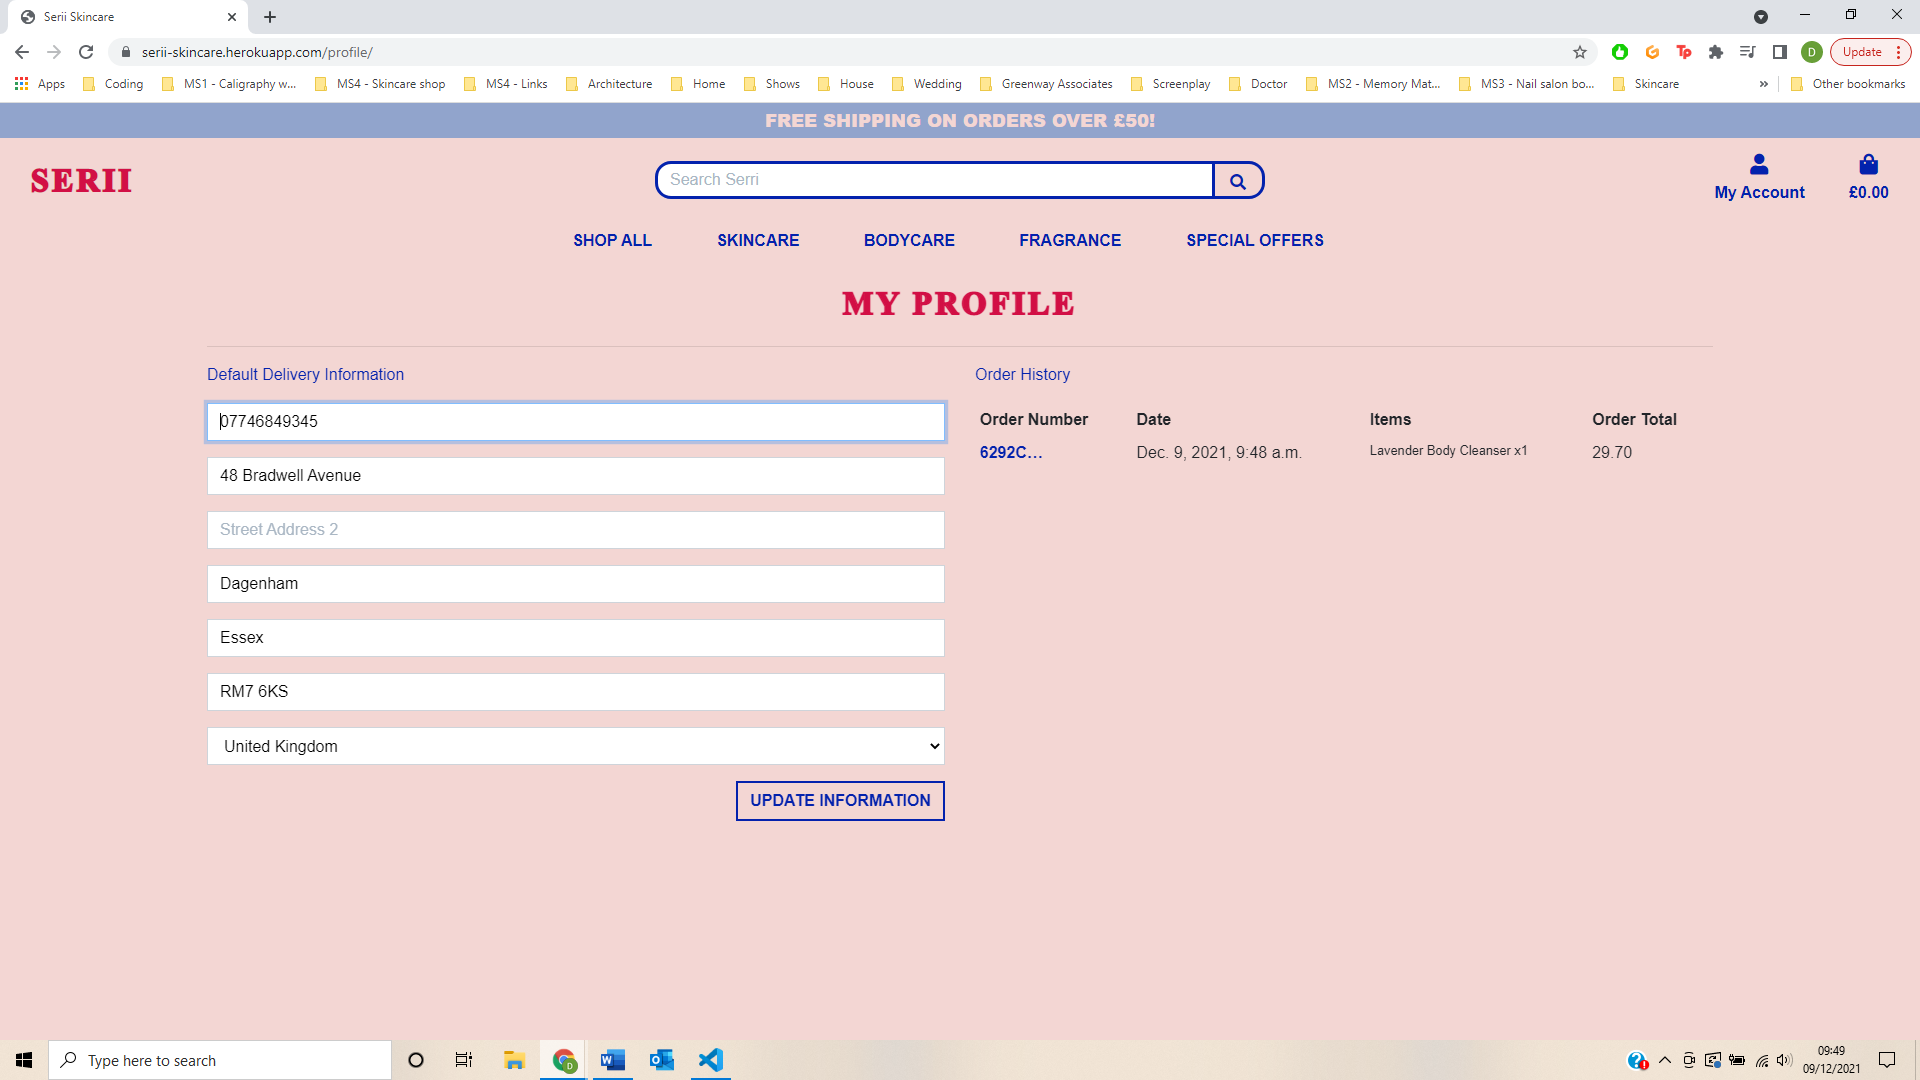 Serii Skincare
serii-skincare.herokuapp.com/profile/
D
Update
Apps
Coding
MS1 - Caligraphy w...
MS4 - Skincare shop
MS4 - Links
Architecture
Home
Shows
House
Wedding
Greenway Associates
Screenplay
Doctor
MS2 - Memory Mat...
MS3 - Nail salon bo...
Skincare
»
Other bookmarks
FREE SHIPPING ON ORDERS OVER £50!
SERII
Search Serri
My Account
£0.00
SHOP ALL
SKINCARE
BODYCARE
FRAGRANCE
SPECIAL OFFERS
MY PROFILE
Default Delivery Information
07746849345
48 Bradwell Avenue
Street Address 2
Dagenham
Essex
RM7 6KS
United Kingdom
UPDATE INFORMATION
Order History
Order Number Date Items Order Total
6292C... Dec. 9, 2021, 9:48 a.m. Lavender Body Cleanser x1 29.70
Type here to search
09:49
09/12/2021